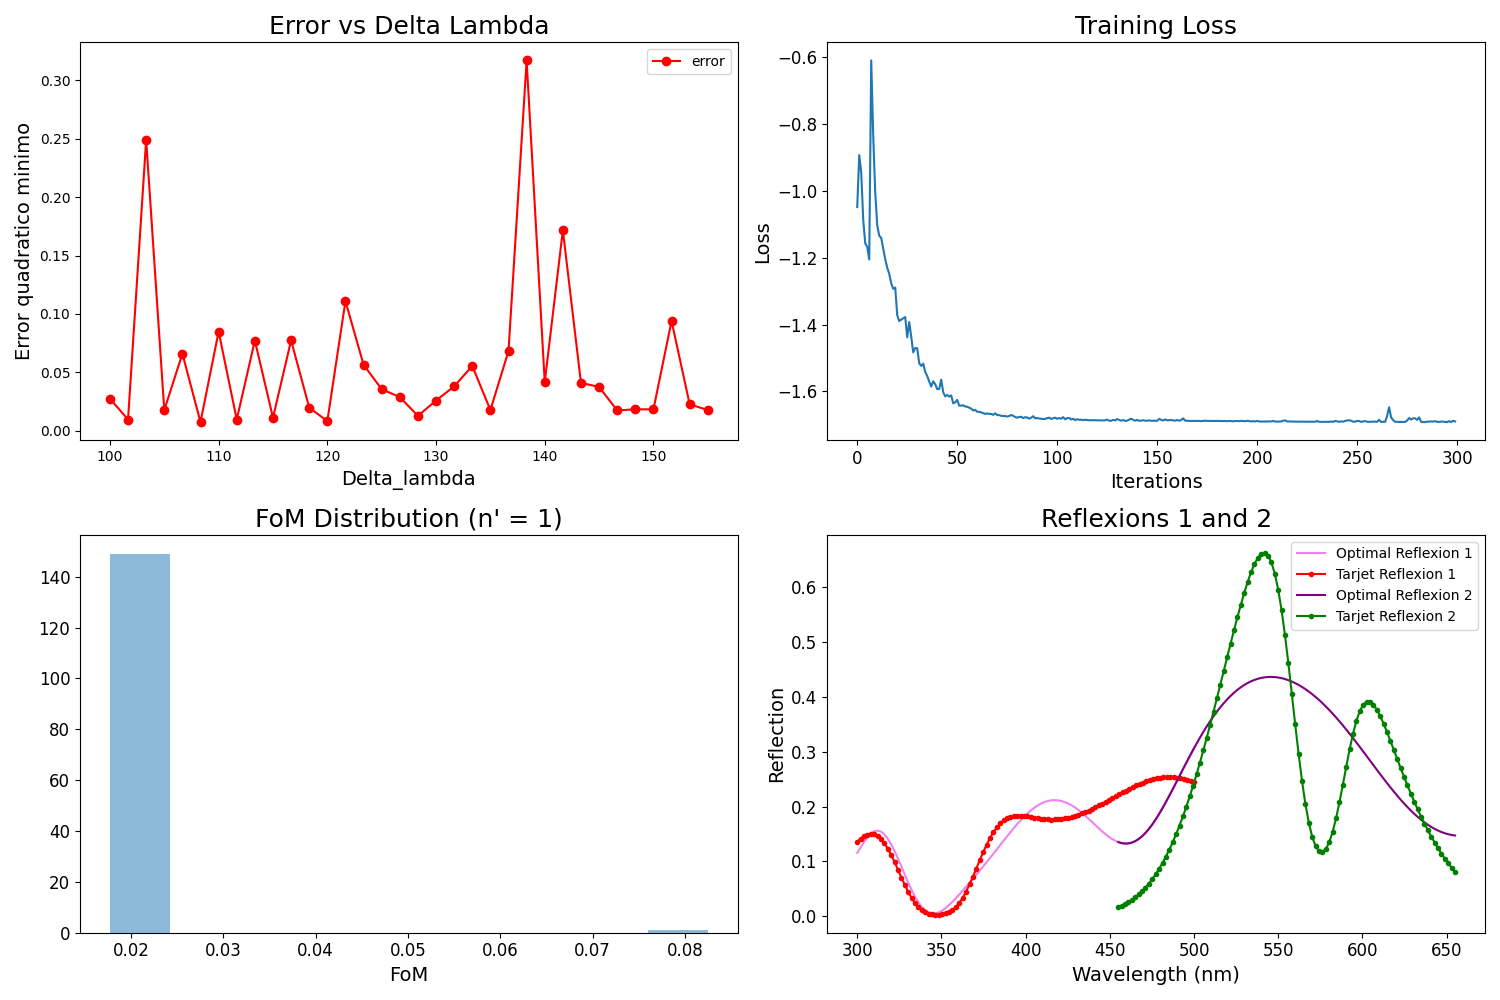 Error vs Delta Lambda
error
Error quadratico minimo
0.30
0.25
0.20
0.15
0.10
0.05
0.00
100 110 120 130 140 150
Delta_lambda
Training Loss
Loss
−0.6
−0.8
−1.0
−1.2
−1.4
−1.6
0 50 100 150 200 250 300
Iterations
FoM Distribution (n' = 1)
140
120
100
80
60
40
20
0
0.02 0.03 0.04 0.05 0.06 0.07 0.08
FoM
Reflexions 1 and 2
Optimal Reflexion 1
Tarjet Reflexion 1
Optimal Reflexion 2
Tarjet Reflexion 2
Reflection
0.6
0.5
0.4
0.3
0.2
0.1
0.0
300 350 400 450 500 550 600 650
Wavelength (nm)